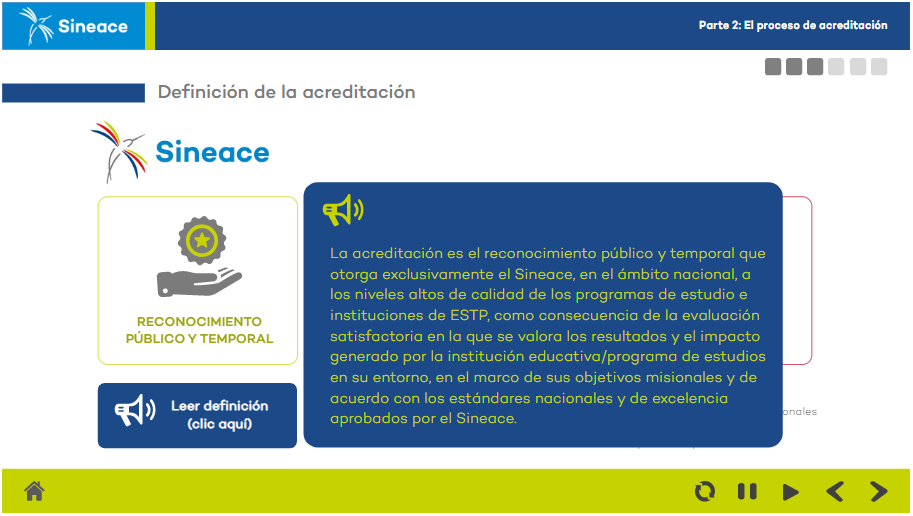 Sineace
Parte 2: El proceso de acreditación
Definición de la acreditación
Sineace
RECONOCIMIENTO
PÚBLICO Y TEMPORAL
Leer definición
(clic aquí)
La acreditación es el reconocimiento público y temporal que
otorga exclusivamente el Sineace, en el ámbito nacional, a
los niveles altos de calidad de los programas de estudio e
instituciones de ESTP, como consecuencia de la evaluación
satisfactoria en la que se valora los resultados y el impacto
generado por la institución educativa/programa de estudios
en su entorno, en el marco de sus objetivos misionales y de
acuerdo con los estándares nacionales y de excelencia
aprobados por el Sineace.
onales